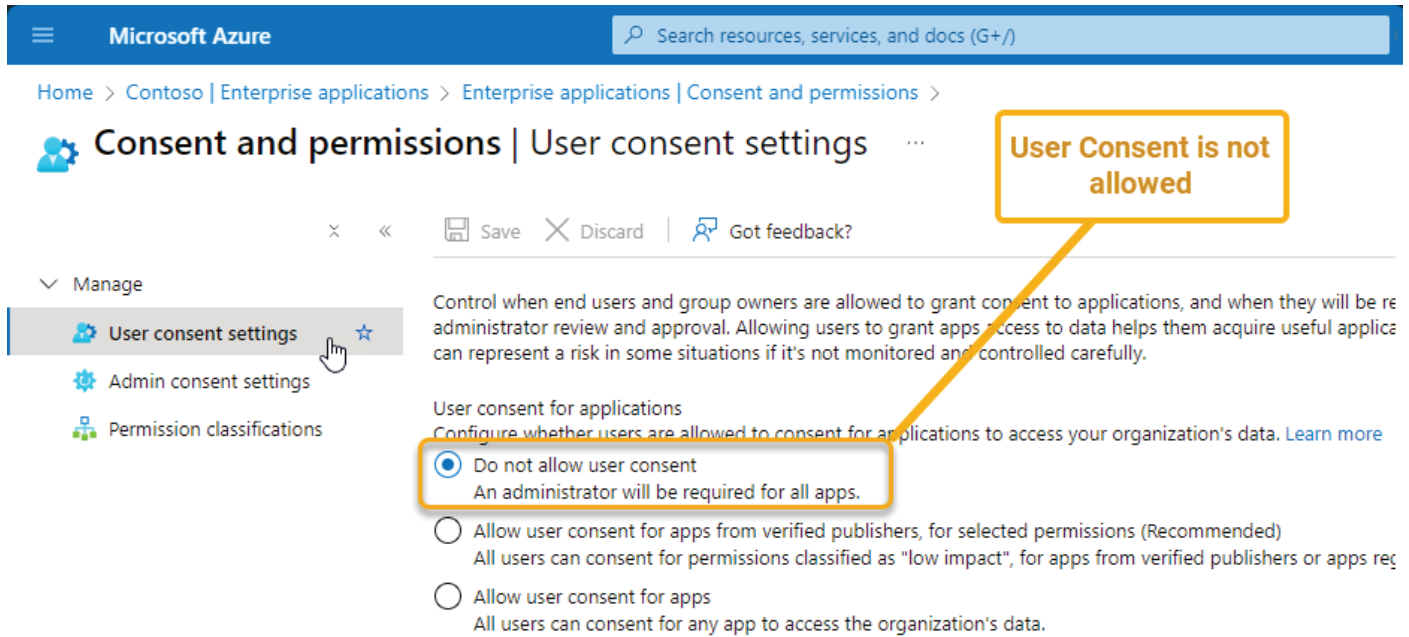 Microsoft Azure
Search resources, services, and docs (G+/)
Home > Contoso | Enterprise applications > Enterprise applications | Consent and permissions >
Consent and permissions | User consent settings ...
User Consent is not
allowed
Save Discard Got feedback?
Manage
User consent settings
Admin consent settings
Permission classifications
Control when end users and group owners are allowed to grant consent to applications, and when they will be re
administrator review and approval. Allowing users to grant apps access to data helps them acquire useful applica
can represent a risk in some situations if it's not monitored and controlled carefully.
User consent for applications
Configure whether users are allowed to consent for applications to access your organization's data. Learn more
Do not allow user consent
An administrator will be required for all apps.
Allow user consent for apps from verified publishers, for selected permissions (Recommended)
All users can consent for permissions classified as "low impact", for apps from verified publishers or apps reg
Allow user consent for apps
All users can consent for any app to access the organization's data.